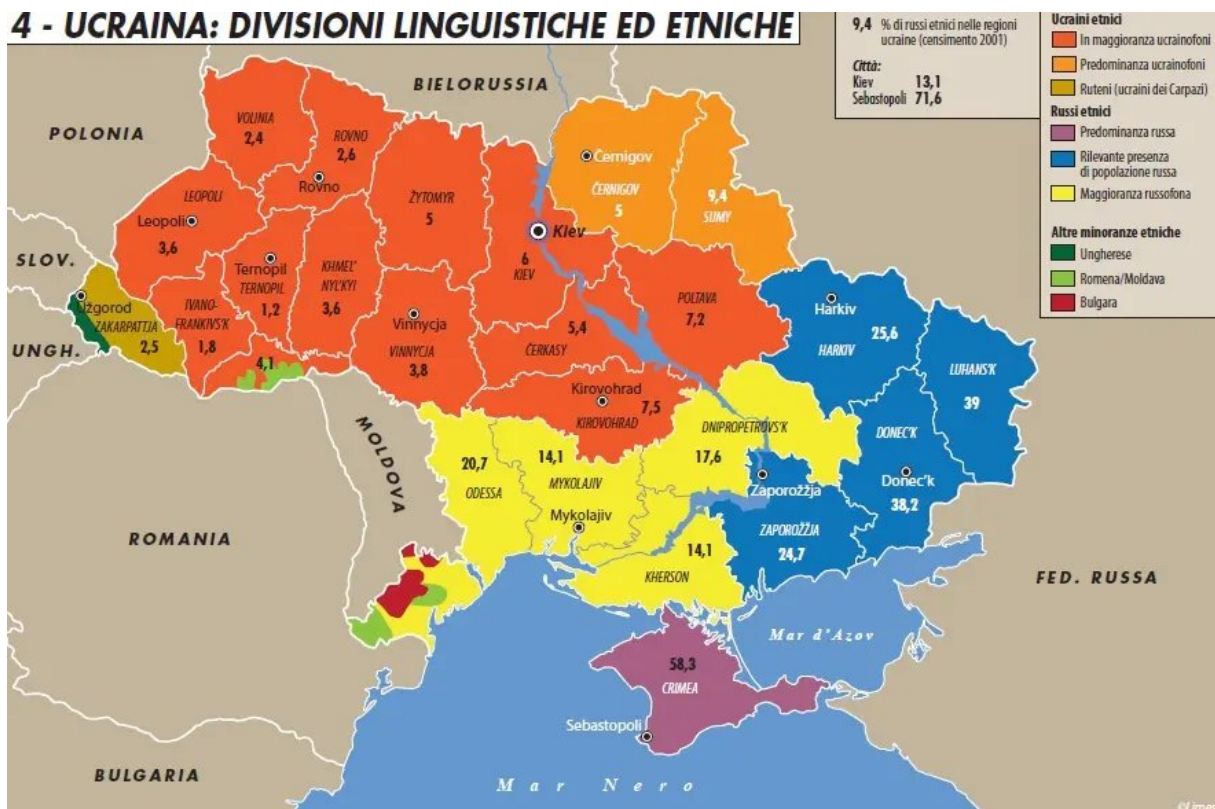 4 - UCRAINA: DIVISIONI LINGUISTICHE ED ETNICHE
9,4 % di russi etnici nelle regioni
ucraine (censimento 2001)
Città:
Kiev 13,1
Sebastopoli 71,6
Ucraini etnici
In maggioranza ucrainofoni
Predominanza ucrainofoni
Ruteni (ucraini dei Carpazi)
Russi etnici
Predominanza russa
Rilevante presenza
di popolazione russa
Maggioranza russofona
Altre minoranze etniche
Ungherese
Romena/Moldava
Bulgara
BIELORUSSIA
POLONIA
VOLINIA
2,4
ROVNO
2,6
Rovno
Černigov
ČERNIGOV
5
9,4
SUMY
LEOPOLI
Leopoli
3,6
ŽYTOMYR
5
Kiev
6
KIEV
SLOV.
Ternopil
TERNOPIL
1,2
KHMEL'
NYL'KYI
3,6
Užgorod
ZAKARPATTJA
2,5
IVANO-
FRANKIVS'K
1,8
4,1
Vinnycja
VINNYCJA
3,8
5,4
ČERKASY
POLTAVA
7,2
Harkiv
25,6
HARKIV
LUHANS'K
39
UNGH.
Kirovohrad
7,5
KIROVOHRAD
DNIPROPETROVS'K
17,6
DONEC'K
Donec'k
38,2
MOLDOVA
20,7
ODESSA
14,1
MYKOLAJIV
Mykolajiv
Zaporožžja
ZAPOROŽŽJA
24,7
ROMANIA
14,1
KHERSON
FED. RUSSA
Mar d'Azov
58,3
CRIMEA
Sebastopoli
BULGARIA
Mar Nero
©Limes